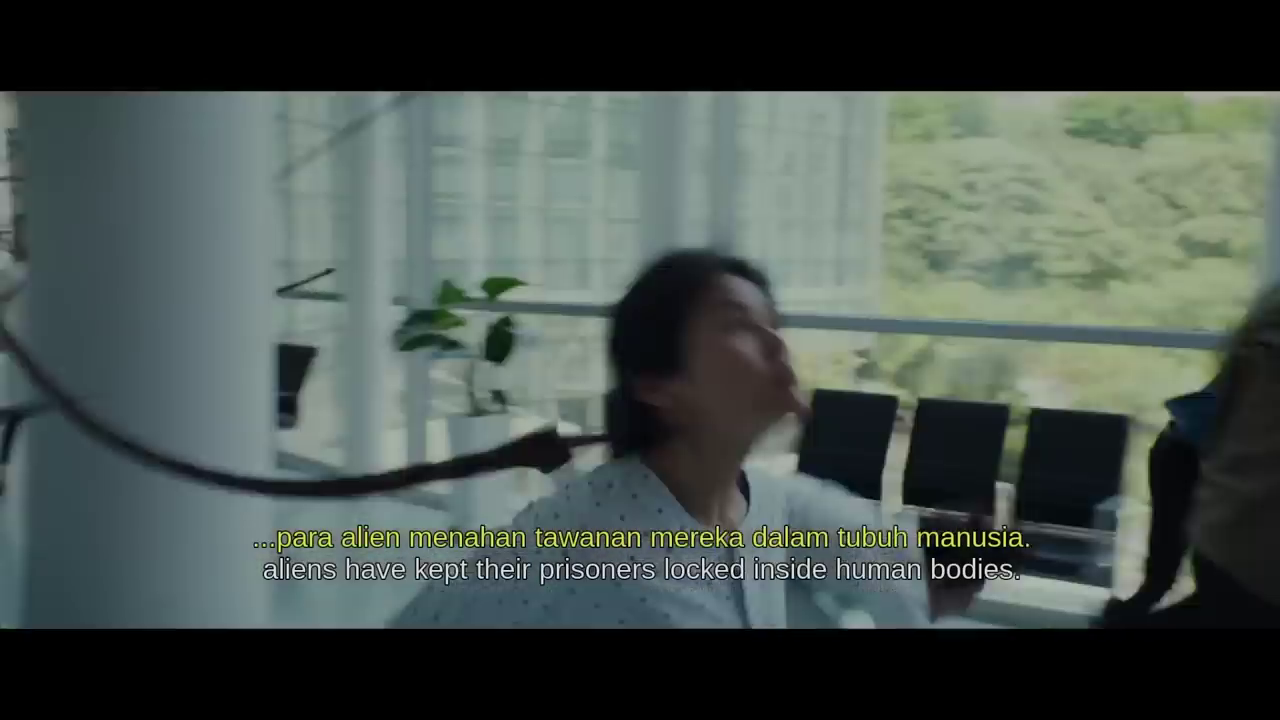 ...para alien menahan tawanan mereka dalam tubuh manusia.
aliens have kept their prisoners locked inside human bodies.